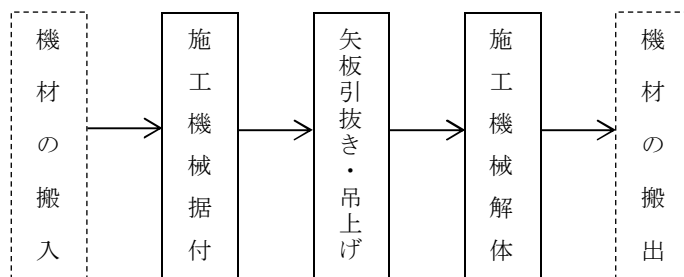 機材の搬入
施工機械据付
矢板引抜き・吊上げ
施工機械解体
機材の搬出